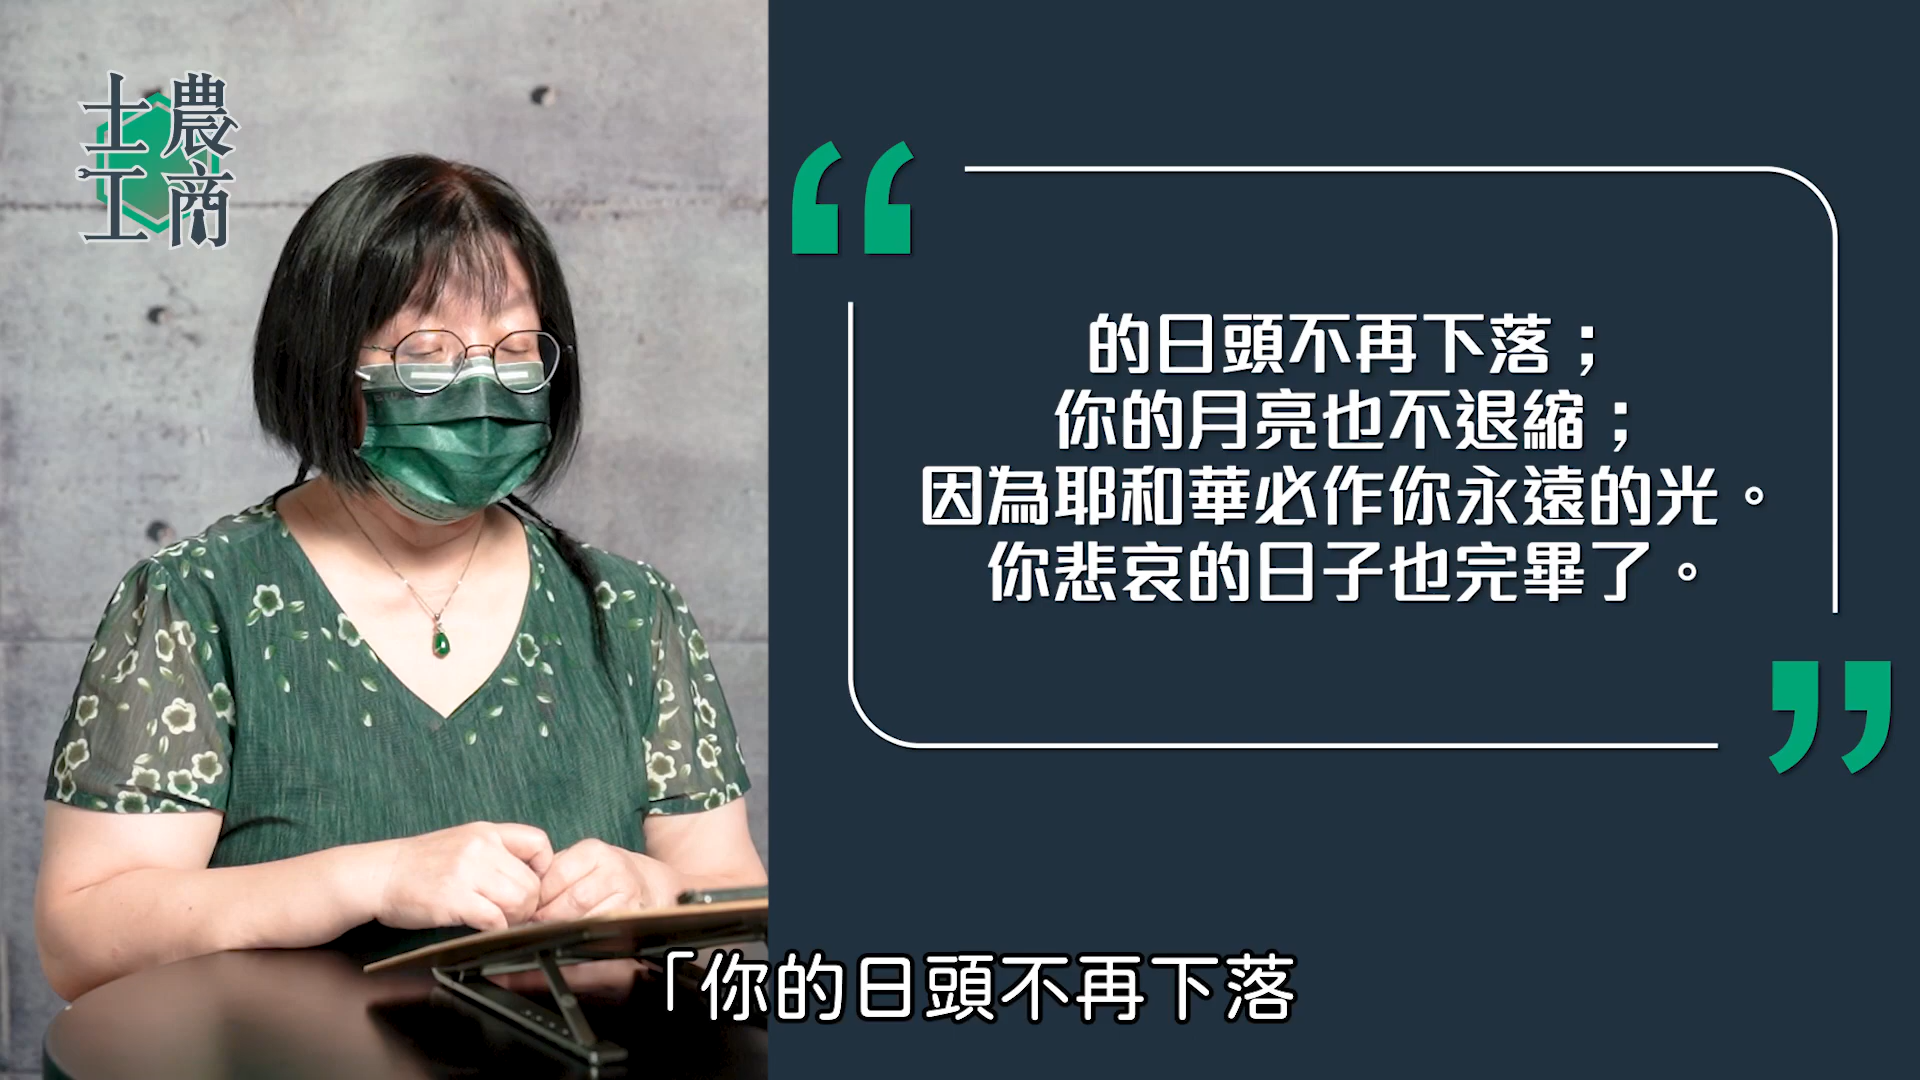 士農
工商
的日頭不再下落；
你的月亮也不退縮；
因為耶和華必作你永遠的光。
你悲哀的日子也完畢了。
「你的日頭不再下落